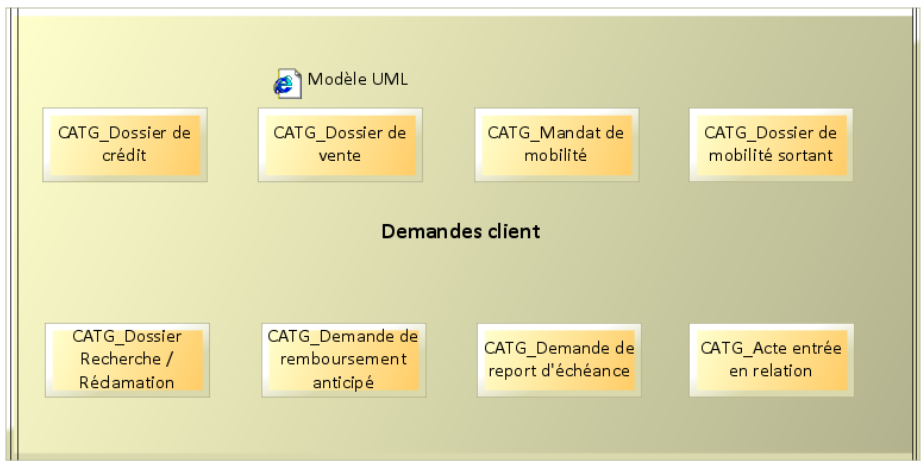 Modèle UML
CATG_Dossier de
crédit
CATG_Dossier de
vente
CATG_Mandat de
mobilité
CATG_Dossier de
mobilité sortant
Demandes client
CATG_Dossier
Recherche /
Réclamation
CATG_Demande de
remboursement
anticipé
CATG_Demande de
report d'échéance
CATG_Acte entrée
en relation